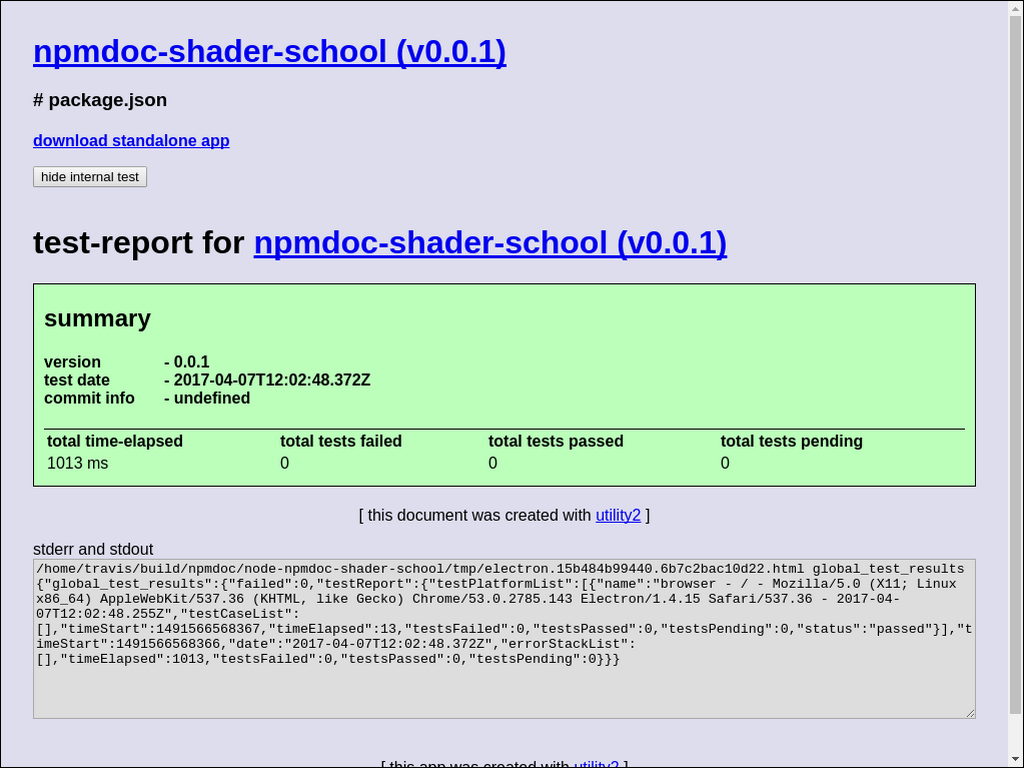 npmdoc-shader-school (v0.0.1)
# package.json
download standalone app
hide internal test
test-report for npmdoc-shader-school (v0.0.1)
summary
version - 0.0.1
test date - 2017-04-07T12:02:48.372Z
commit info - undefined
total time-elapsed total tests failed total tests passed total tests pending
1013 ms 0 0 0
[ this document was created with utility2 ]
stderr and stdout
/home/travis/build/npmdoc/node-npmdoc-shader-school/tmp/electron.15b484b99440.6b7c2bac10d22.html global_test_results
{"global_test_results":{"failed":0,"testReport":{"testPlatformList":[{"name":"browser - / - Mozilla/5.0 (X11; Linux
x86_64) AppleWebKit/537.36 (KHTML, like Gecko) Chrome/53.0.2785.143 Electron/1.4.15 Safari/537.36 - 2017-04-
07T12:02:48.255Z","testCaseList":
[],"timeStart":1491566568367,"timeElapsed":13,"testsFailed":0,"testsPassed":0,"testsPending":0,"status":"passed"}],"t
imeStart":1491566568366,"date":"2017-04-07T12:02:48.372Z","errorStackList":
[],"timeElapsed":1013,"testsFailed":0,"testsPassed":0,"testsPending":0}}}
[ this app was created with utility2 ]